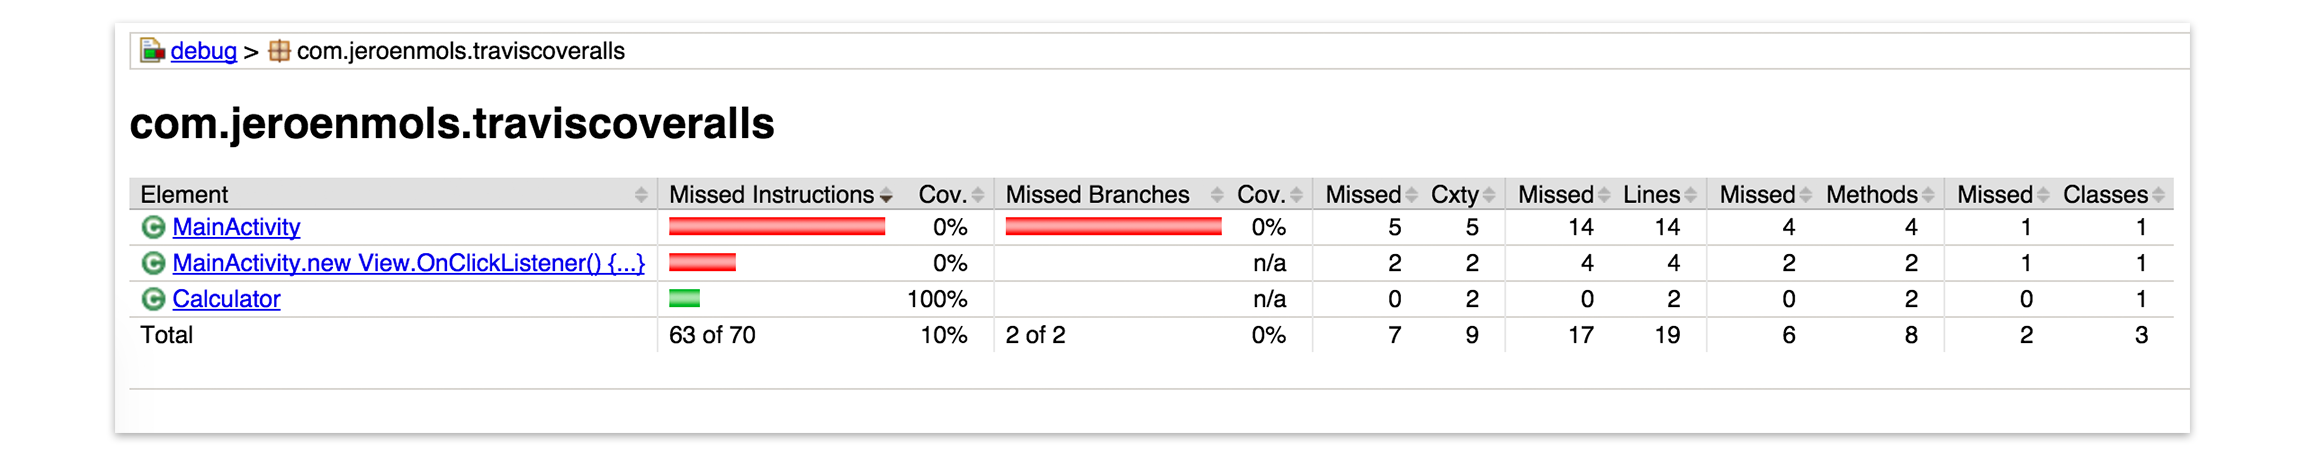 debug > com.jeroenmols.traviscoveralls
com.jeroenmols.traviscoveralls
Element Missed Instructions Cov. Missed Branches Cov. Missed Cxty Missed Lines Missed Methods Missed Classes
MainActivity 0% 0% 5 5 14 14 4 4 1 1
MainActivity.new View.OnClickListener() {...} 0% n/a 2 2 4 4 2 2 1 1
Calculator 100% n/a 0 2 0 2 0 2 0 1
Total 63 of 70 10% 2 of 2 0% 7 9 17 19 6 8 2 3